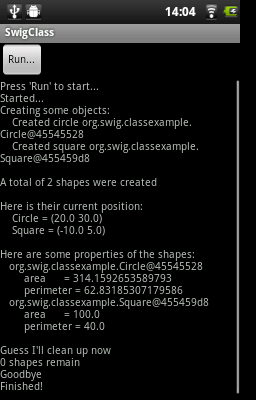 14:04
SwigClass
Run...
Press 'Run' to start...
Started...
Creating some objects:
Created circle org.swig.classexample.
Circle@45545528
Created square org.swig.classexample.
Square@455459d8
A total of 2 shapes were created
Here is their current position:
Circle = (20.0 30.0)
Square = (-10.0 5.0)
Here are some properties of the shapes:
org.swig.classexample.Circle@45545528
area = 314.1592653589793
perimeter = 62.83185307179586
org.swig.classexample.Square@455459d8
area = 100.0
perimeter = 40.0
Guess I'll clean up now
0 shapes remain
Goodbye
Finished!